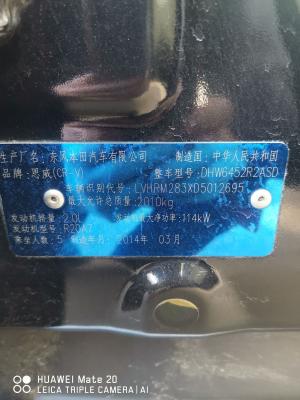 生产厂名：东风本田汽车有限公司 制造国：中华人民共和国
品牌：思威(CR-V) 整车型号：DHW6452R2ASD
车辆识别代号：LVHRM283XD5012695
最大允许总质量：2010kg
发动机排量：2.0L 发动机最大净功率：114kW
发动机型号：R20A7
乘坐人数：5 制造年月：2014年 03月
HUAWEI Mate 20
LEICA TRIPLE CAMERA | AI